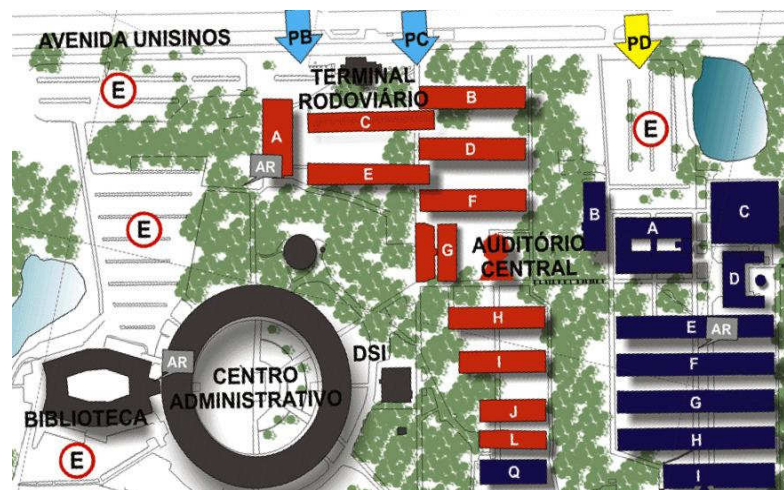 PB
PC
PD
AVENIDA UNISINOS
TERMINAL
RODOVIÁRIO
E
E
E
E
A
B
C
D
E
F
G
AR
AUDITÓRIO
CENTRAL
H
I
J
L
Q
B
A
C
D
E
AR
F
G
H
I
AR
CENTRO
ADMINISTRATIVO
DSI
BIBLIOTECA